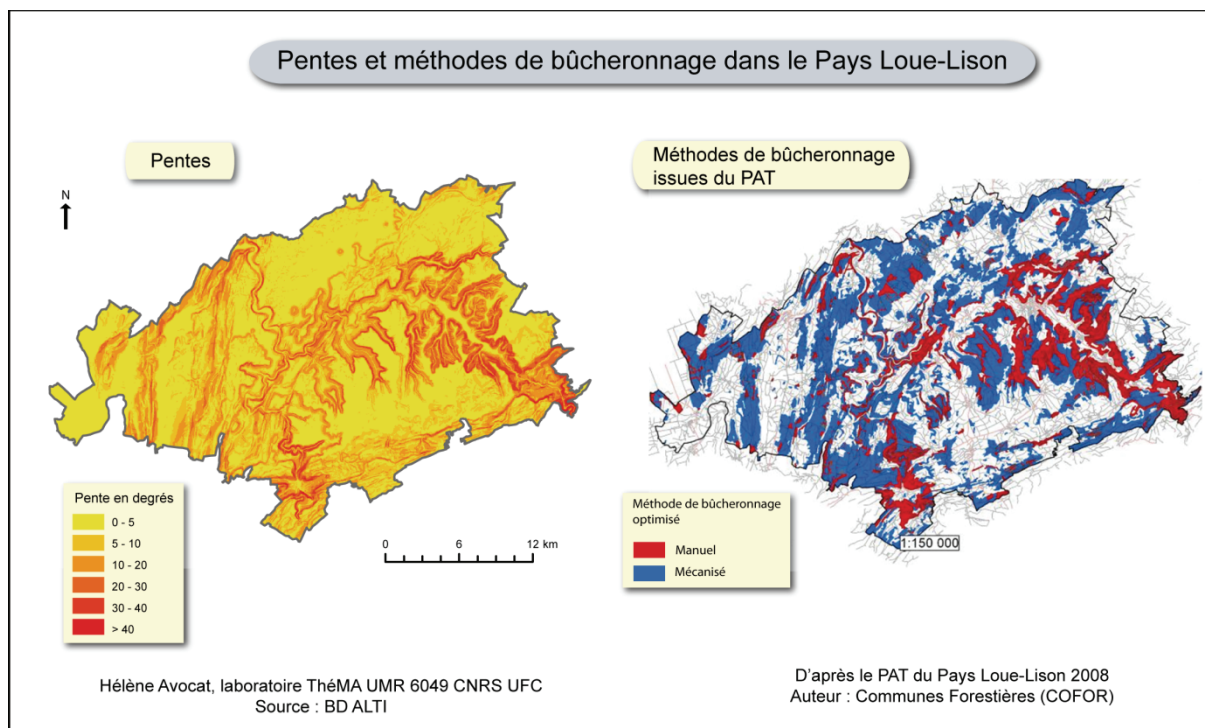 Pentes et méthodes de bûcheronnage dans le Pays Loue-Lison
Pentes
N
Pente en degrés
0 - 5
5 - 10
10 - 20
20 - 30
30 - 40
> 40
0 6 12 km
Hélène Avocat, laboratoire ThéMA UMR 6049 CNRS UFC
Source : BD ALTI
Méthodes de bûcheronnage
issues du PAT
Méthode de bûcheronnage
optimisé
Manuel
Mécanisé
1:150 000
D'après le PAT du Pays Loue-Lison 2008
Auteur : Communes Forestières (COFOR)